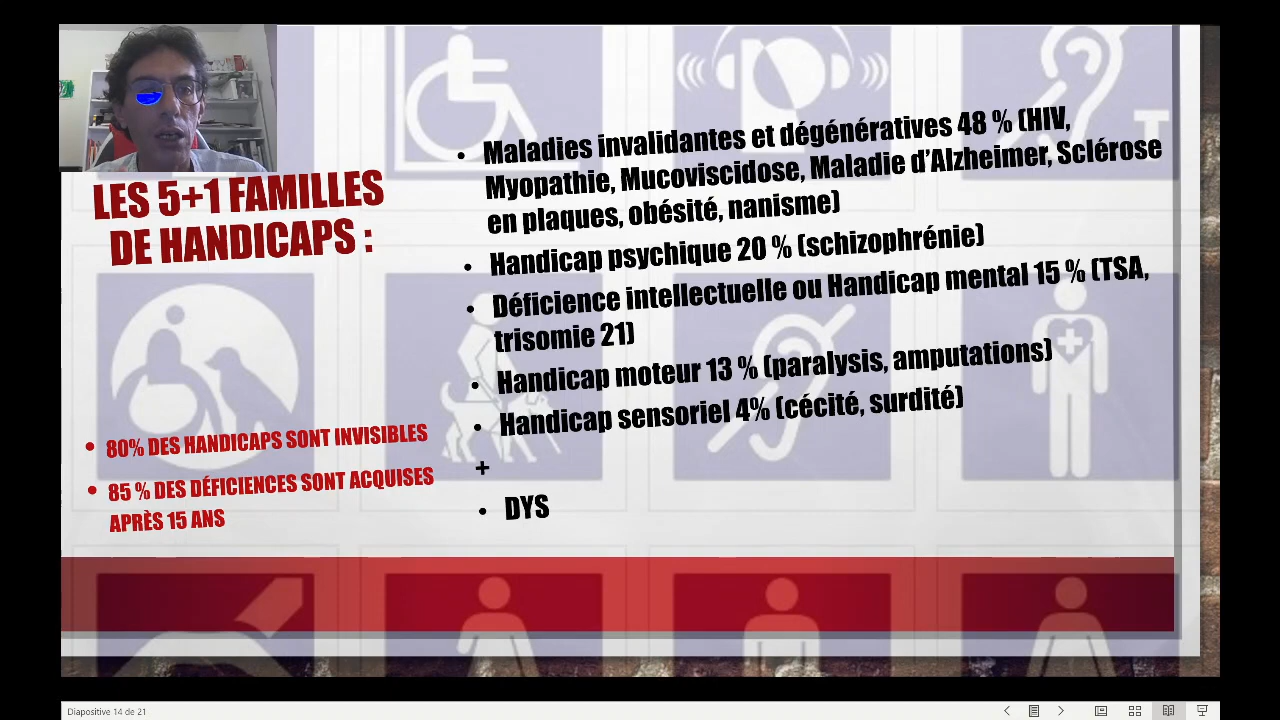 LES 5+1 FAMILLES
DE HANDICAPS :
• 80% DES HANDICAPS SONT INVISIBLES
• 85 % DES DÉFICIENCES SONT ACQUISES
APRÈS 15 ANS
• Maladies invalidantes et dégénératives 48 % (HIV,
Myopathie, Mucoviscidose, Maladie d’Alzheimer, Sclérose
en plaques, obésité, nanisme)
• Handicap psychique 20 % (schizophrénie)
• Déficience intellectuelle ou Handicap mental 15 % (TSA,
trisomie 21)
• Handicap moteur 13 % (paralysis, amputations)
• Handicap sensoriel 4% (cécité, surdité)
+
• DYS
T
Diapositive 14 de 21